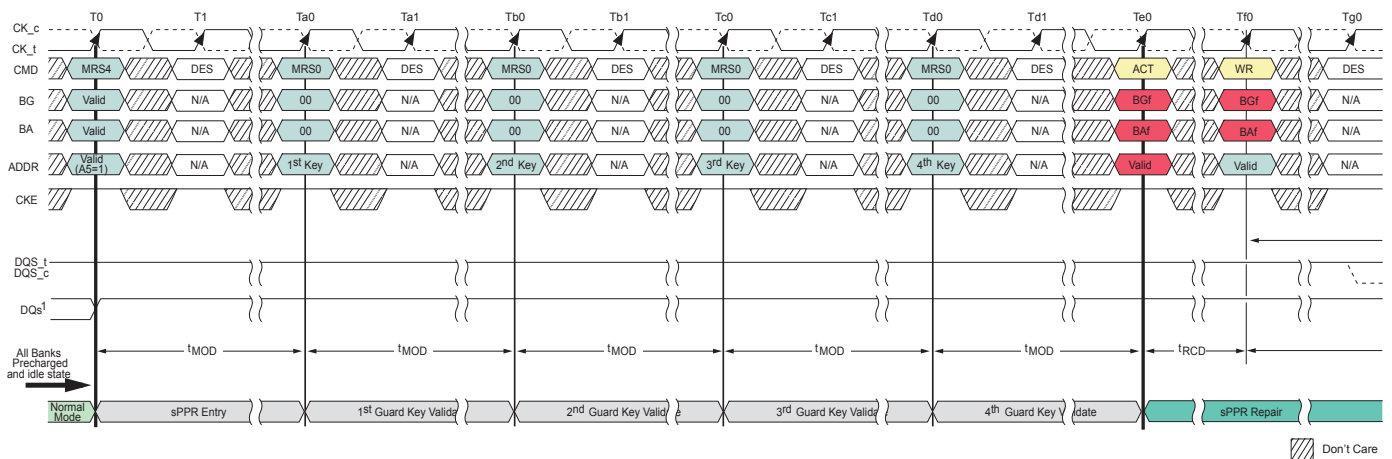 T0 T1 Ta0 Ta1 Tb0 Tb1 Tc0 Tc1 Td0 Td1 Te0 Tf0 Tg0
CK_c
CK_t
CMD MRS4 DES MRS0 DES MRS0 DES MRS0 DES MRS0 DES ACT WR DES
BG Valid N/A 00 N/A 00 N/A 00 N/A 00 N/A BGf BGf N/A
BA Valid N/A 00 N/A 00 N/A 00 N/A 00 N/A BAf BAf N/A
ADDR Valid (A5=1) N/A 1st Key N/A 2nd Key N/A 3rd Key N/A 4th Key N/A Valid Valid N/A
CKE
DQS_t
DQS_c
DQs1
tMOD tMOD tMOD tMOD tMOD tRCD
All Banks
Precharged
and idle state
Normal Mode sPPR Entry 1st Guard Key Valida 2nd Guard Key Valid e 3rd Guard Key Valida 4th Guard Key V date sPPR Repair
Don't Care